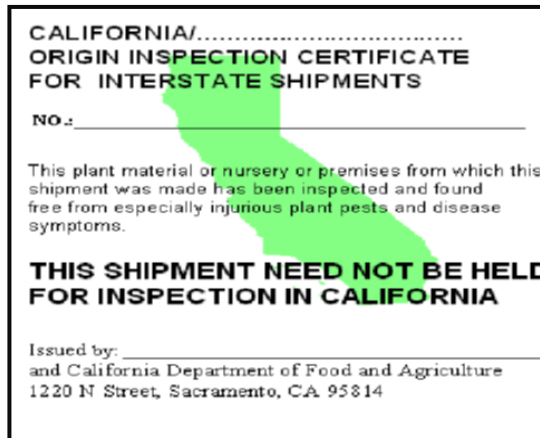 CALIFORNIA/....................................
ORIGIN INSPECTION CERTIFICATE
FOR INTERSTATE SHIPMENTS
NO.:
This plant material or nursery or premises from which this
shipment was made has been inspected and found
free from especially injurious plant pests and disease
symptoms.
THIS SHIPMENT NEED NOT BE HELD
FOR INSPECTION IN CALIFORNIA
Issued by:
and California Department of Food and Agriculture
1220 N Street, Sacramento, CA 95814